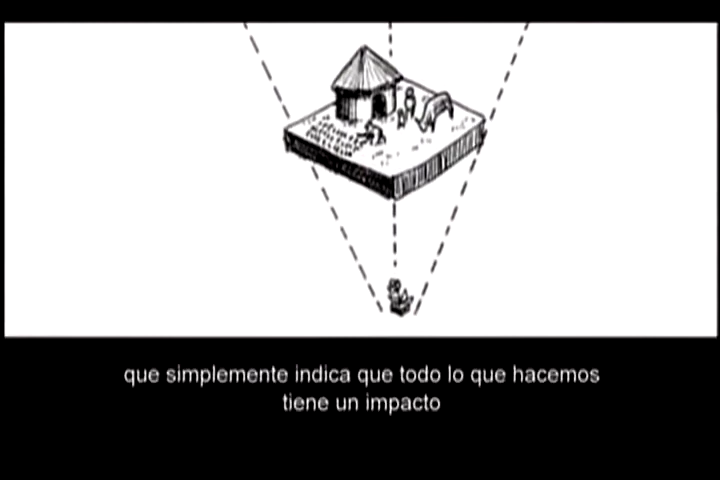 que simplemente indica que todo lo que hacemos
tiene un impacto